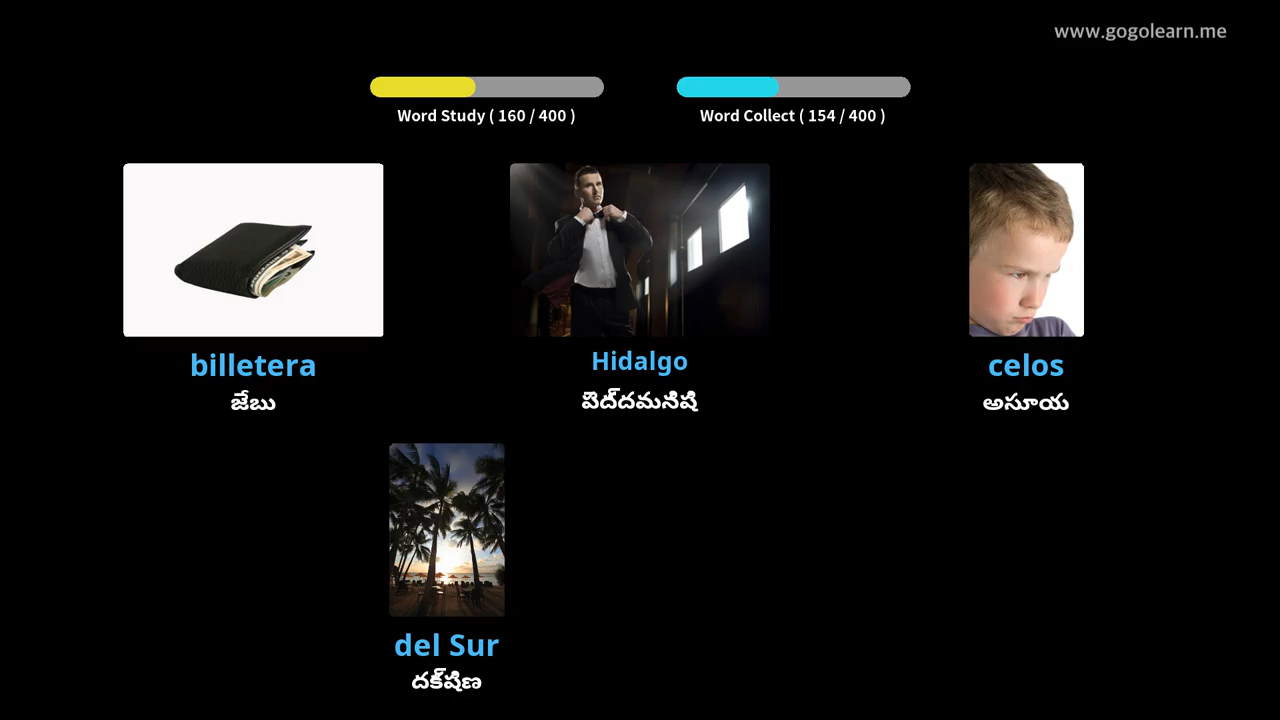 www.gogolearn.me
Word Study ( 160 / 400 )
Word Collect ( 154 / 400 )
billetera
జేబు
Hidalgo
పెద్దమనిషి
celos
అసూయ
del Sur
దక్షిణ